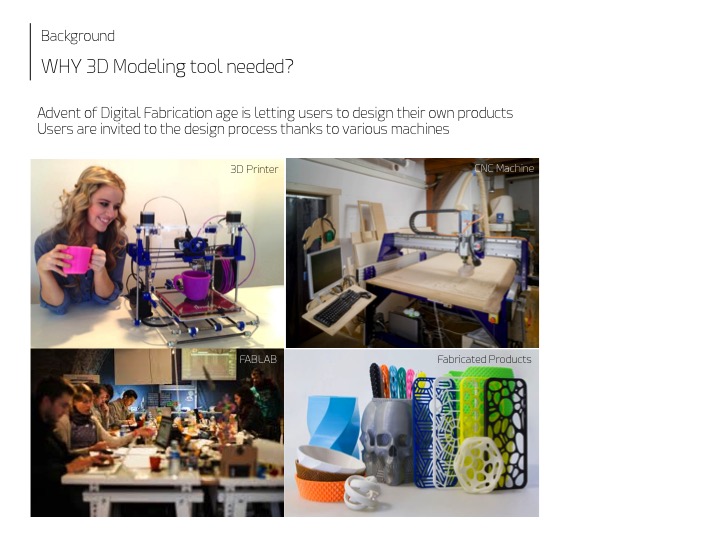 Background
WHY 3D Modeling tool needed?
Advent of Digital Fabrication age is letting users to design their own products
Users are invited to the design process thanks to various machines
3D Printer
CNC Machine
FABLAB
Fabricated Products